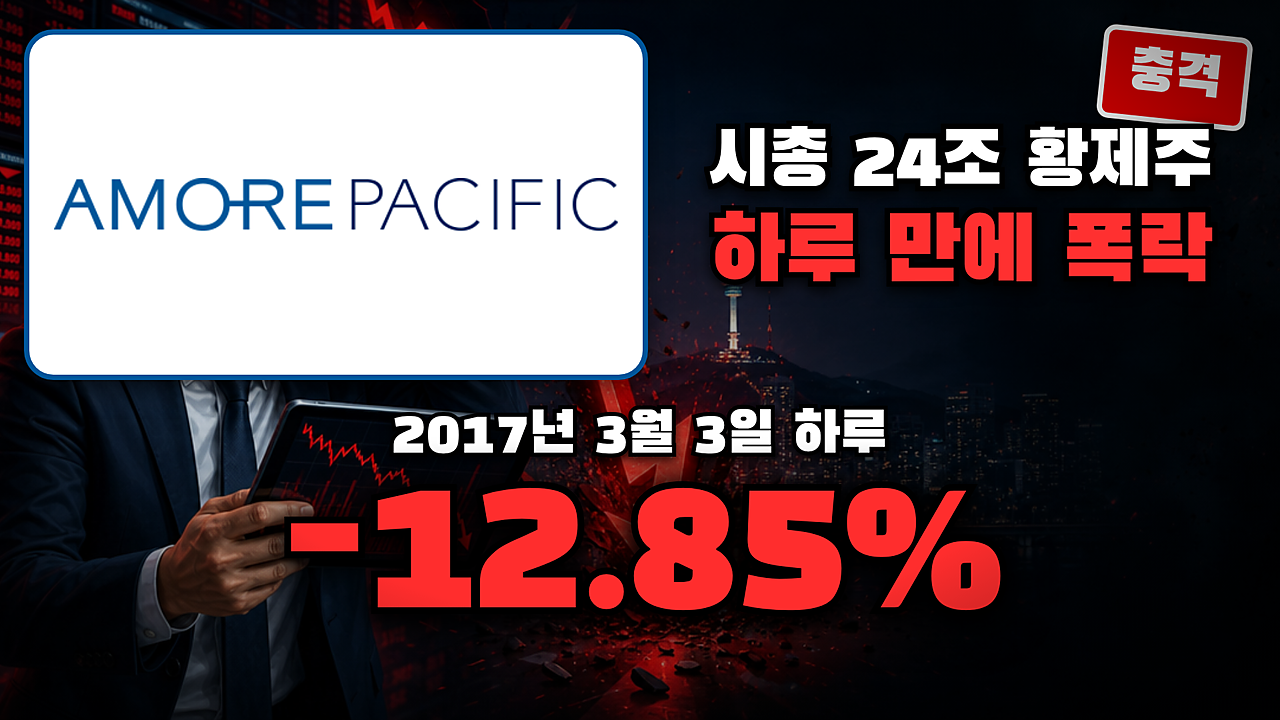 충격
AMOREPACIFIC
시총 24조 황제주
하루 만에 폭락
2017년 3월 3일 하루
-12.85%